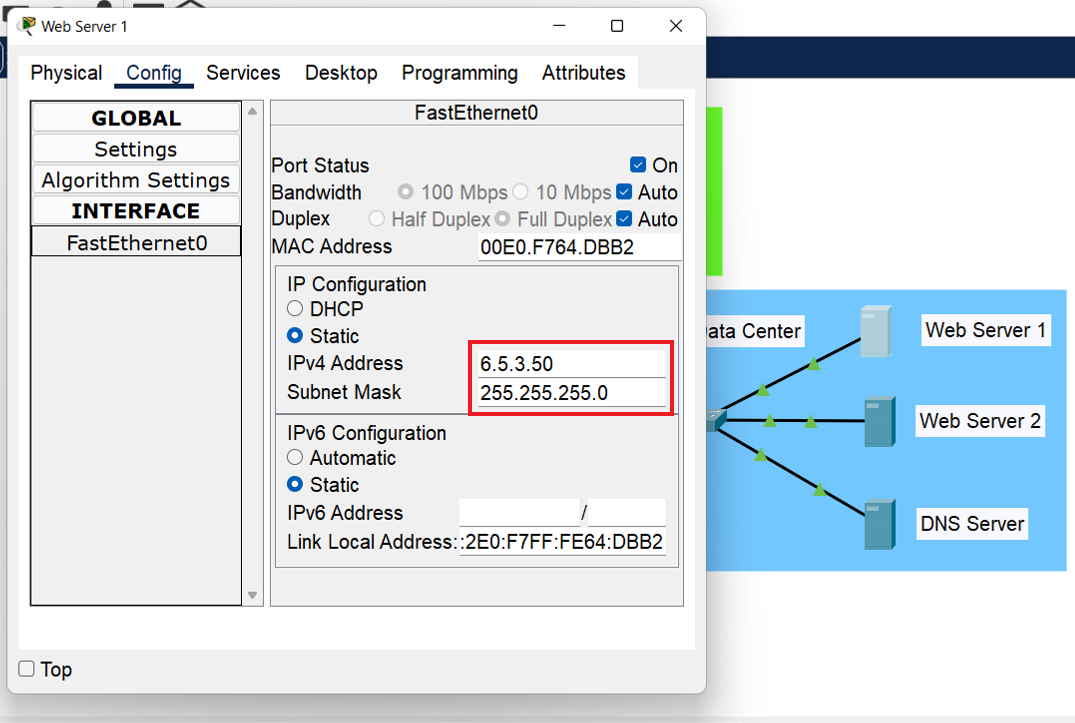 Web Server 1
Physical Config Services Desktop Programming Attributes
GLOBAL
Settings
Algorithm Settings
INTERFACE
FastEthernet0
FastEthernet0
Port Status On
Bandwidth 100 Mbps 10 Mbps Auto
Duplex Half Duplex Full Duplex Auto
MAC Address 00E0.F764.DBB2
IP Configuration
DHCP
Static
IPv4 Address 6.5.3.50
Subnet Mask 255.255.255.0
IPv6 Configuration
Automatic
Static
IPv6 Address /
Link Local Address: :2E0:F7FF:FE64:DBB2
Top
Center
Web Server 1
Web Server 2
DNS Server